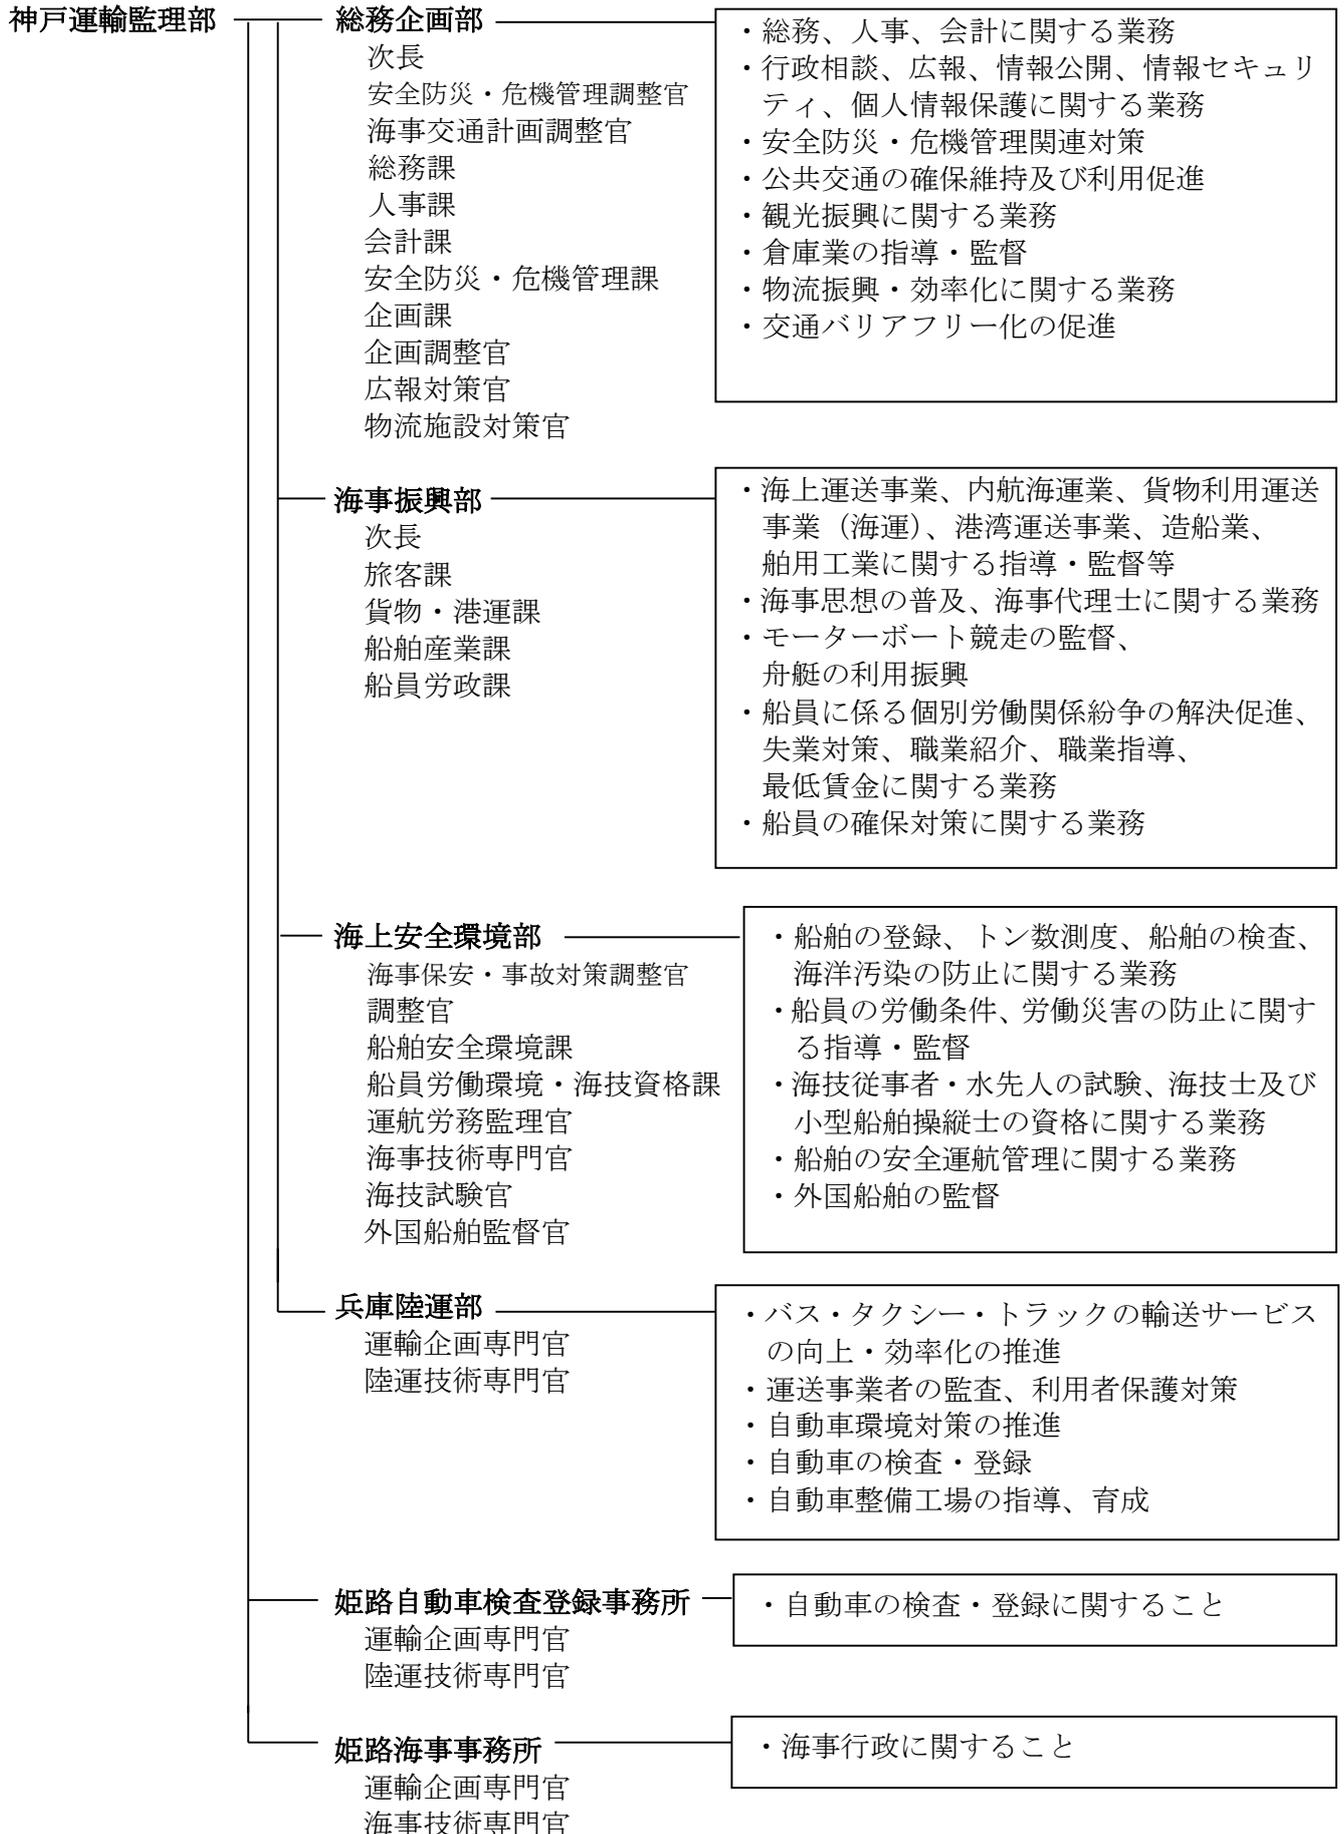 神戸運輸監理部
総務企画部
次長
安全防災・危機管理調整官
海事交通計画調整官
総務課
人事課
会計課
安全防災・危機管理課
企画課
企画調整官
広報対策官
物流施設対策官
・総務、人事、会計に関する業務
・行政相談、広報、情報公開、情報セキュリ
ティ、個人情報保護に関する業務
・安全防災・危機管理関連対策
・公共交通の確保維持及び利用促進
・観光振興に関する業務
・倉庫業の指導・監督
・物流振興・効率化に関する業務
・交通バリアフリー化の促進
海事振興部
次長
旅客課
貨物・港運課
船舶産業課
船員労政課
・海上運送事業、内航海運業、貨物利用運送
事業（海運）、港湾運送事業、造船業、
舶用工業に関する指導・監督等
・海事思想の普及、海事代理士に関する業務
・モーターボート競走の監督、
舟艇の利用振興
・船員に係る個別労働関係紛争の解決促進、
失業対策、職業紹介、職業指導、
最低賃金に関する業務
・船員の確保対策に関する業務
海上安全環境部
海事保安・事故対策調整官
調整官
船舶安全環境課
船員労働環境・海技資格課
運航労務監理官
海事技術専門官
海技試験官
外国船舶監督官
・船舶の登録、トン数測度、船舶の検査、
海洋汚染の防止に関する業務
・船員の労働条件、労働災害の防止に関す
る指導・監督
・海技従事者・水先人の試験、海技士及び
小型船舶操縦士の資格に関する業務
・船舶の安全運航管理に関する業務
・外国船舶の監督
兵庫陸運部
運輸企画専門官
陸運技術専門官
・バス・タクシー・トラックの輸送サービス
の向上・効率化の推進
・運送事業者の監査、利用者保護対策
・自動車環境対策の推進
・自動車の検査・登録
・自動車整備工場の指導、育成
姫路自動車検査登録事務所
運輸企画専門官
陸運技術専門官
・自動車の検査・登録に関すること
姫路海事事務所
運輸企画専門官
海事技術専門官
・海事行政に関すること